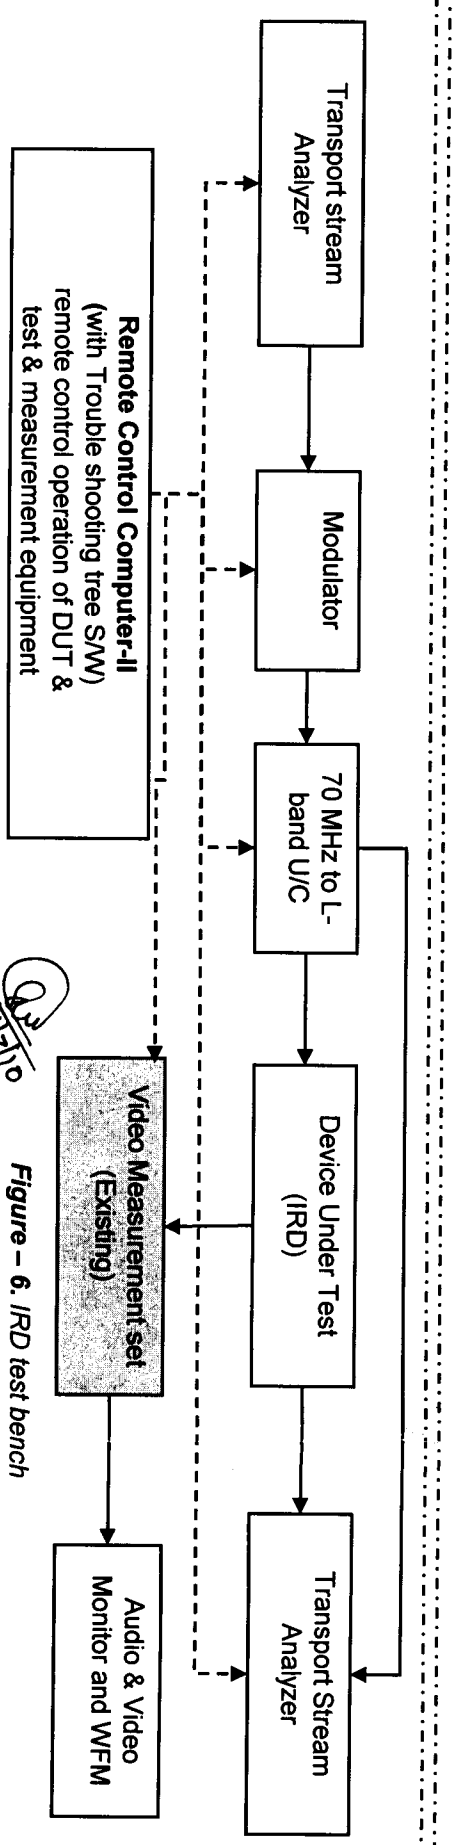 Transport stream
Analyzer
Modulator
70 MHz to L-
band U/C
Device Under Test
(IRD)
Transport Stream
Analyzer
Remote Control Computer-II
(with Trouble shooting tree S/W)
remote control operation of DUT &
test & measurement equipment
Video Measurement set
(Existing)
Audio & Video
Monitor and WFM
Figure – 6. IRD test bench